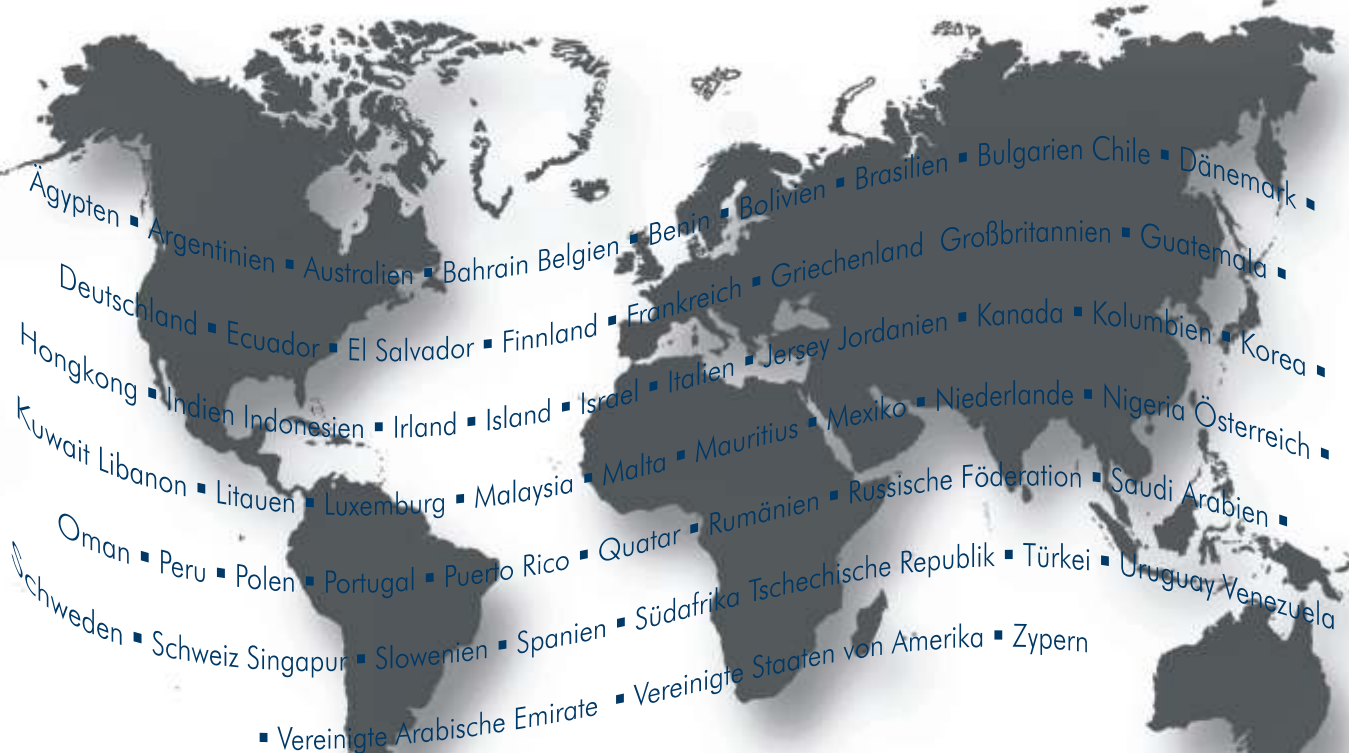 Ägypten ▪ Argentinien ▪ Australien ▪ Bahrain Belgien ▪ Benin ▪ Bolivien ▪ Brasilien ▪ Bulgarien Chile ▪ Dänemark ▪
Deutschland ▪ Ecuador ▪ El Salvador ▪ Finnland ▪ Frankreich ▪ Griechenland Großbritannien ▪ Guatemala ▪
Hongkong ▪ Indien Indonesien ▪ Irland ▪ Island ▪ Israel ▪ Italien ▪ Jersey Jordanien ▪ Kanada ▪ Kolumbien ▪ Korea ▪
Kuwait Libanon ▪ Litauen ▪ Luxemburg ▪ Malaysia ▪ Malta ▪ Mauritius ▪ Mexiko ▪ Niederlande ▪ Nigeria Österreich ▪
Oman ▪ Peru ▪ Polen ▪ Portugal ▪ Puerto Rico ▪ Quatar ▪ Rumänien ▪ Russische Föderation ▪ Saudi Arabien ▪
Schweden ▪ Schweiz Singapur ▪ Slowenien ▪ Spanien ▪ Südafrika Tschechische Republik ▪ Türkei ▪ Uruguay Venezuela
▪ Vereinigte Arabische Emirate ▪ Vereinigte Staaten von Amerika ▪ Zypern